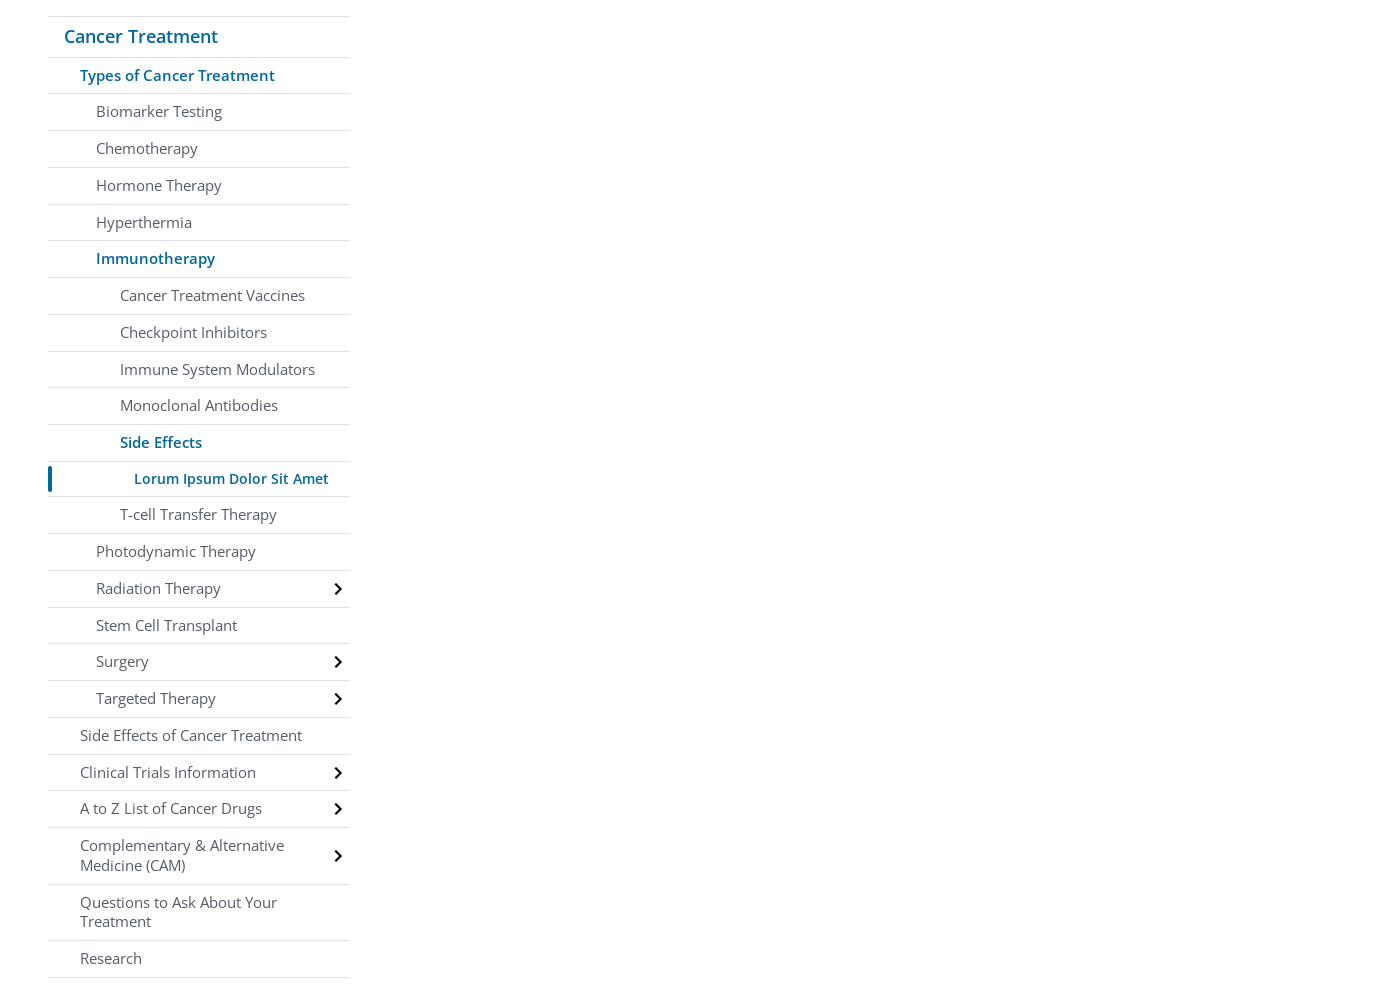 Cancer Treatment
Types of Cancer Treatment
Biomarker Testing
Chemotherapy
Hormone Therapy
Hyperthermia
Immunotherapy
Cancer Treatment Vaccines
Checkpoint Inhibitors
Immune System Modulators
Monoclonal Antibodies
Side Effects
Lorum Ipsum Dolor Sit Amet
T-cell Transfer Therapy
Photodynamic Therapy
Radiation Therapy
Stem Cell Transplant
Surgery
Targeted Therapy
Side Effects of Cancer Treatment
Clinical Trials Information
A to Z List of Cancer Drugs
Complementary & Alternative
Medicine (CAM)
Questions to Ask About Your
Treatment
Research